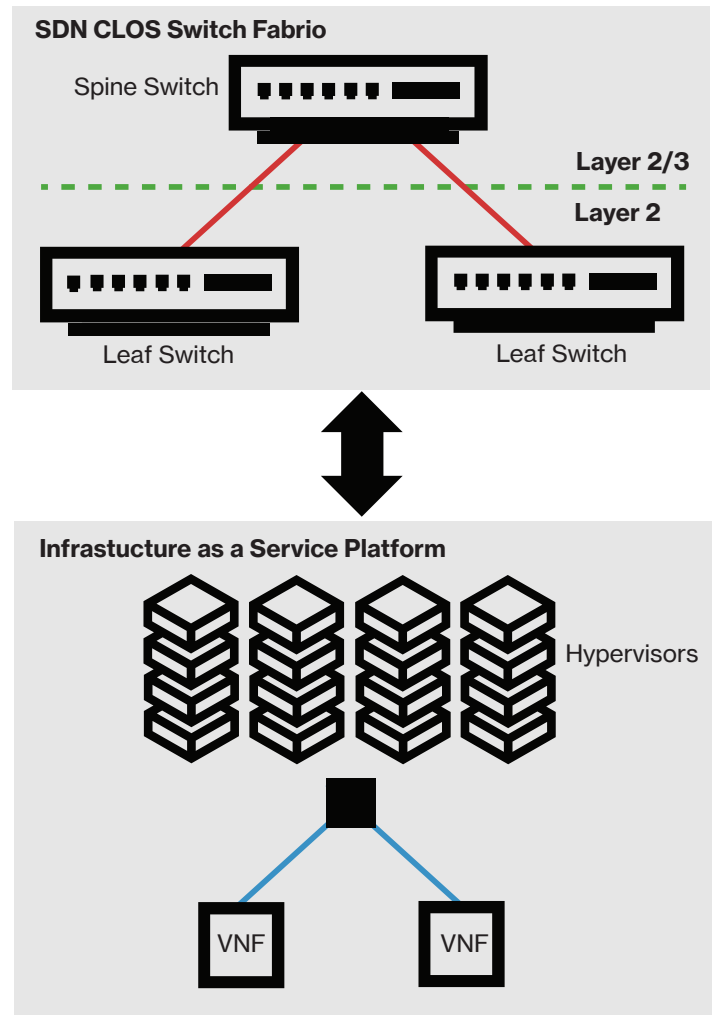 SDN CLOS Switch Fabrio
Spine Switch
Layer 2/3
Layer 2
Leaf Switch
Leaf Switch
Infrastucture as a Service Platform
Hypervisors
VNF
VNF